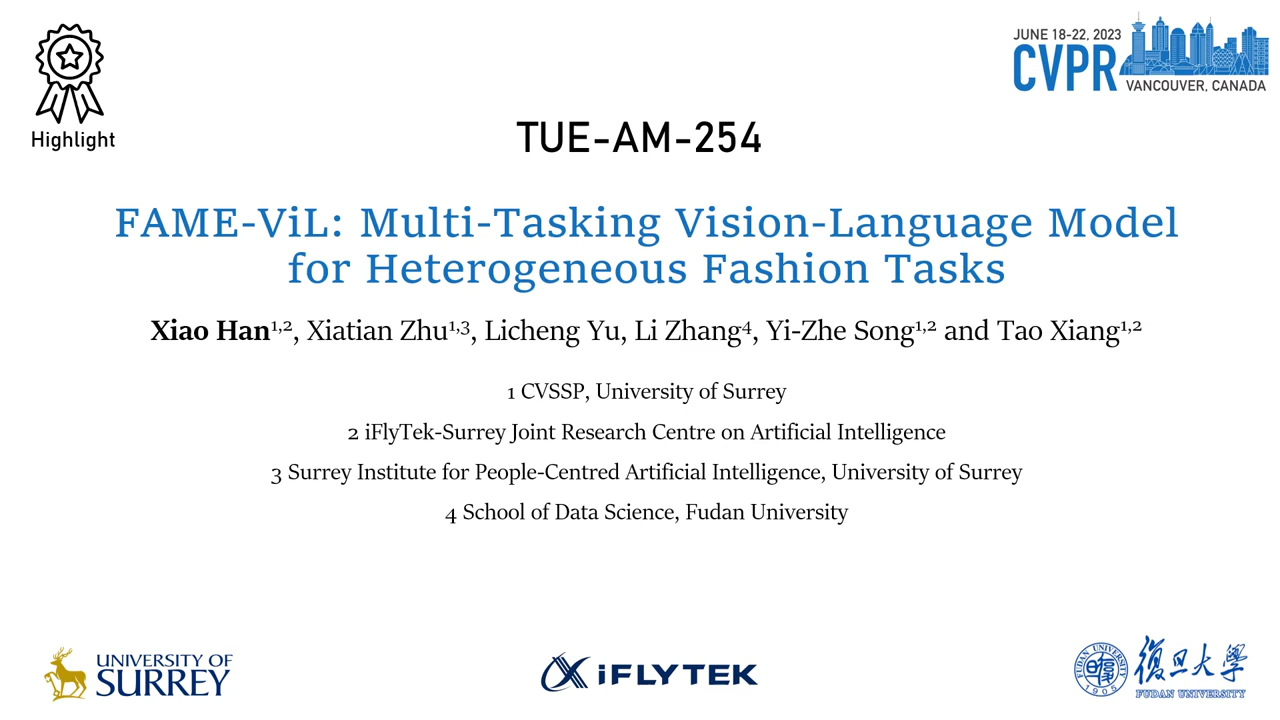 Highlight
JUNE 18-22, 2023
CVPR
VANCOUVER, CANADA
TUE-AM-254
FAME-ViL: Multi-Tasking Vision-Language Model
for Heterogeneous Fashion Tasks
Xiao Han1,2, Xiatian Zhu1,3, Licheng Yu, Li Zhang4, Yi-Zhe Song1,2 and Tao Xiang1,2
1 CVSSP, University of Surrey
2 iFlyTek-Surrey Joint Research Centre on Artificial Intelligence
3 Surrey Institute for People-Centred Artificial Intelligence, University of Surrey
4 School of Data Science, Fudan University
UNIVERSITY OF
SURREY
iFLYTEK
FUDAN UNIVERSITY
1905
復旦大學
FUDAN UNIVERSITY